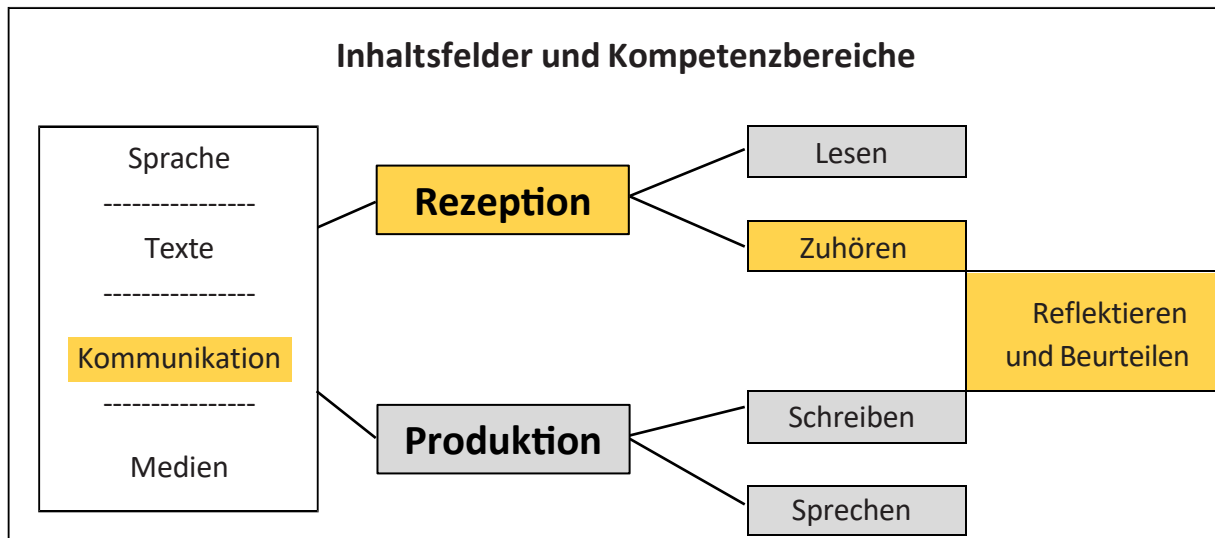 Inhaltsfelder und Kompetenzbereiche
Sprache
----------------
Texte
----------------
Kommunikation
----------------
Medien
Rezeption
Produktion
Lesen
Zuhören
Schreiben
Sprechen
Reflektieren
und Beurteilen